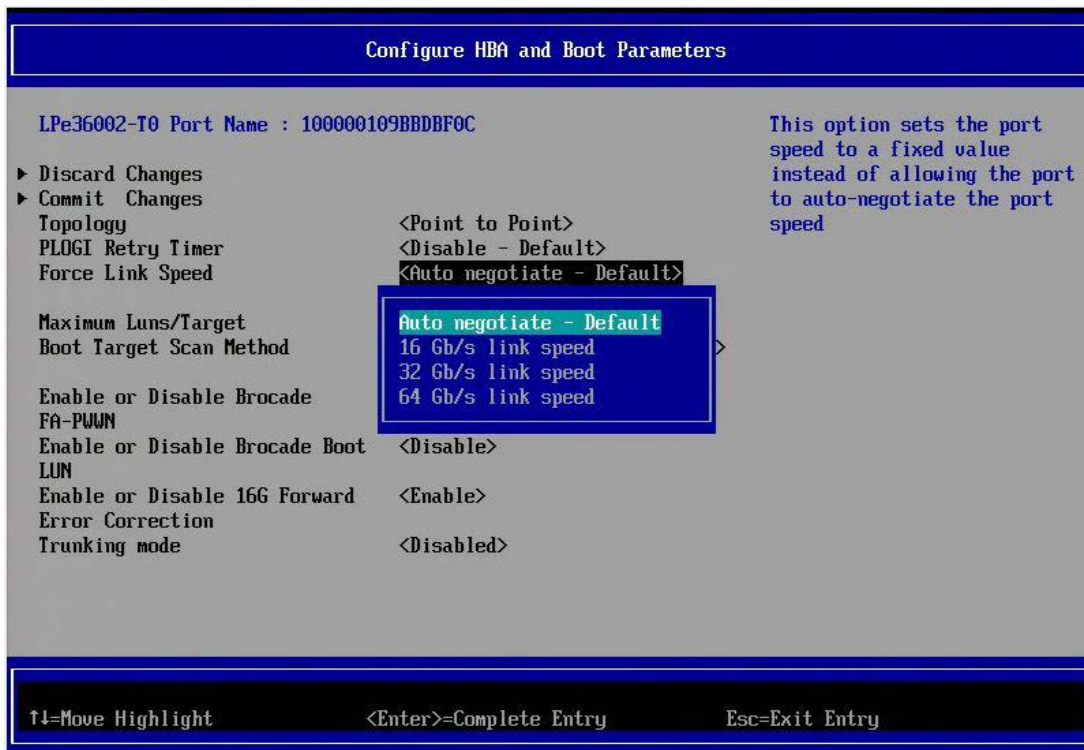 Configure HBA and Boot Parameters
LPe36002-T0 Port Name : 100000109BBDBF0C
This option sets the port
speed to a fixed value
instead of allowing the port
to auto-negotiate the port
speed
▶ Discard Changes
▶ Commit  Changes
Topology <Point to Point>
PLOGI Retry Timer <Disable - Default>
Force Link Speed <Auto negotiate - Default>
Maximum Luns/Target
Boot Target Scan Method >
Auto negotiate - Default
16 Gb/s link speed
32 Gb/s link speed
64 Gb/s link speed
Enable or Disable Brocade
FA-PWWN
Enable or Disable Brocade Boot <Disable>
LUN
Enable or Disable 16G Forward <Enable>
Error Correction
Trunking mode <Disabled>
↑↓=Move Highlight <Enter>=Complete Entry Esc=Exit Entry